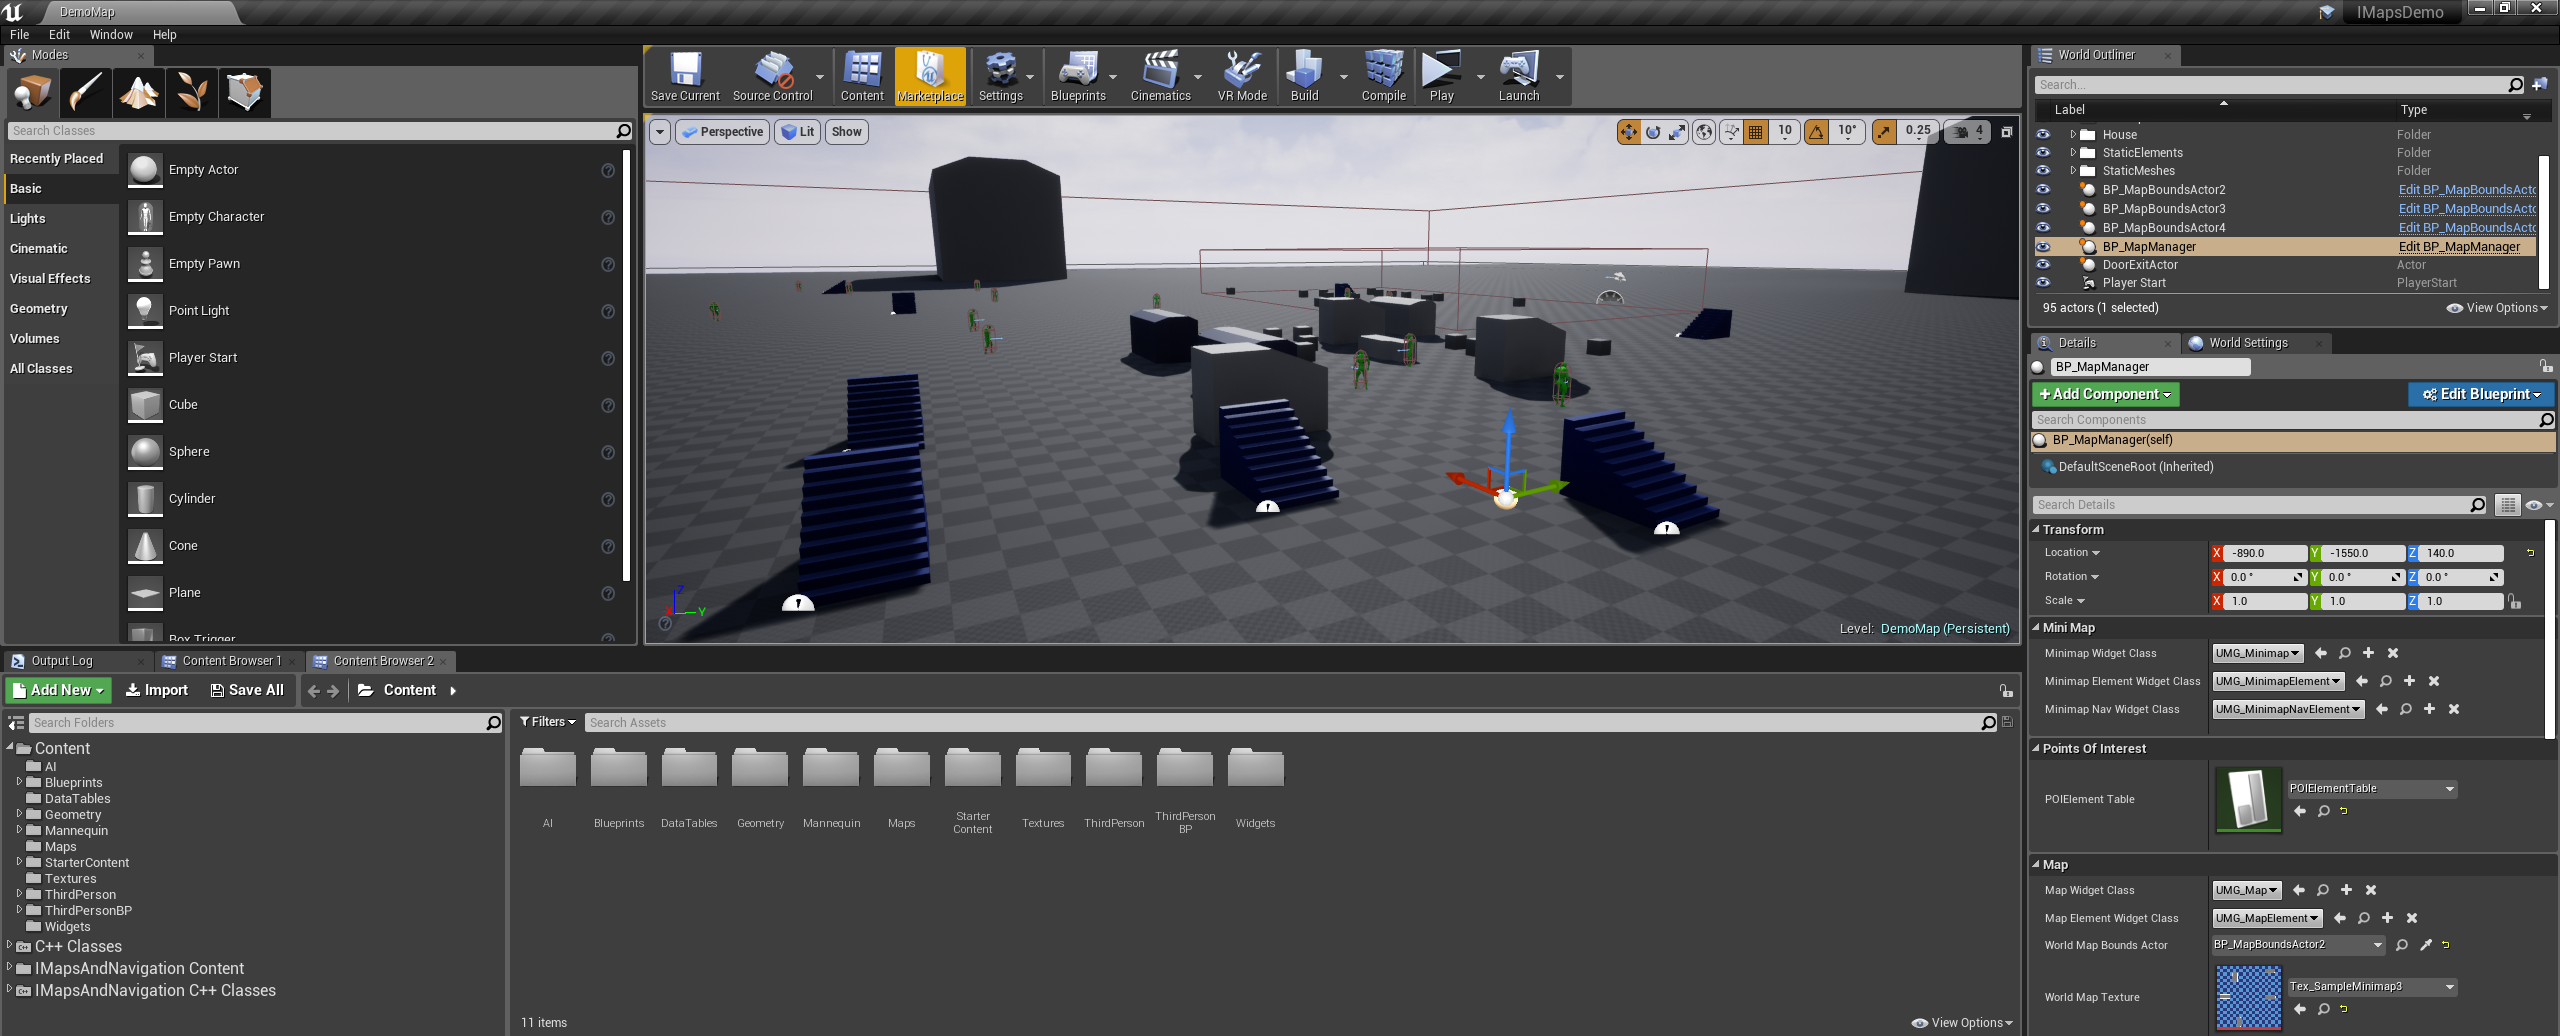 DemoMap
IMapsDemo
File Edit Window Help
Modes
Search Classes
Recently Placed
Basic
Lights
Cinematic
Visual Effects
Geometry
Volumes
All Classes
Empty Actor
Empty Character
Empty Pawn
Point Light
Player Start
Cube
Sphere
Cylinder
Cone
Plane
Box Trigger
Save Current
Source Control
Content
Marketplace
Settings
Blueprints
Cinematics
VR Mode
Build
Compile
Play
Launch
Perspective Lit Show
10 10° 0.25 4
X Y Z
Level: DemoMap (Persistent)
World Outliner
Search...
Label Type
House Folder
StaticElements Folder
StaticMeshes Folder
BP_MapBoundsActor2 Edit BP_MapBoundsActo
BP_MapBoundsActor3 Edit BP_MapBoundsActo
BP_MapBoundsActor4 Edit BP_MapBoundsActo
BP_MapManager Edit BP_MapManager
DoorExitActor Actor
Player Start PlayerStart
95 actors (1 selected) View Options
Details World Settings
BP_MapManager
+Add Component Edit Blueprint
Search Components
BP_MapManager(self)
DefaultSceneRoot (Inherited)
Search Details
Transform
Location X -890.0 Y -1550.0 Z 140.0
Rotation X 0.0 ° Y 0.0 ° Z 0.0 °
Scale X 1.0 Y 1.0 Z 1.0
Mini Map
Minimap Widget Class UMG_Minimap
Minimap Element Widget Class UMG_MinimapElement
Minimap Nav Widget Class UMG_MinimapNavElement
Points Of Interest
POIElement Table POIElementTable
Map
Map Widget Class UMG_Map
Map Element Widget Class UMG_MapElement
World Map Bounds Actor BP_MapBoundsActor2
World Map Texture Tex_SampleMinimap3
Output Log Content Browser 1 Content Browser 2
Add New Import Save All Content
Search Folders
Content
AI
Blueprints
DataTables
Geometry
Mannequin
Maps
StarterContent
Textures
ThirdPerson
ThirdPersonBP
Widgets
C++ Classes
IMapsAndNavigation Content
IMapsAndNavigation C++ Classes
Filters Search Assets
AI
Blueprints
DataTables
Geometry
Mannequin
Maps
Starter
Content
Textures
ThirdPerson
ThirdPerson
BP
Widgets
11 items View Options